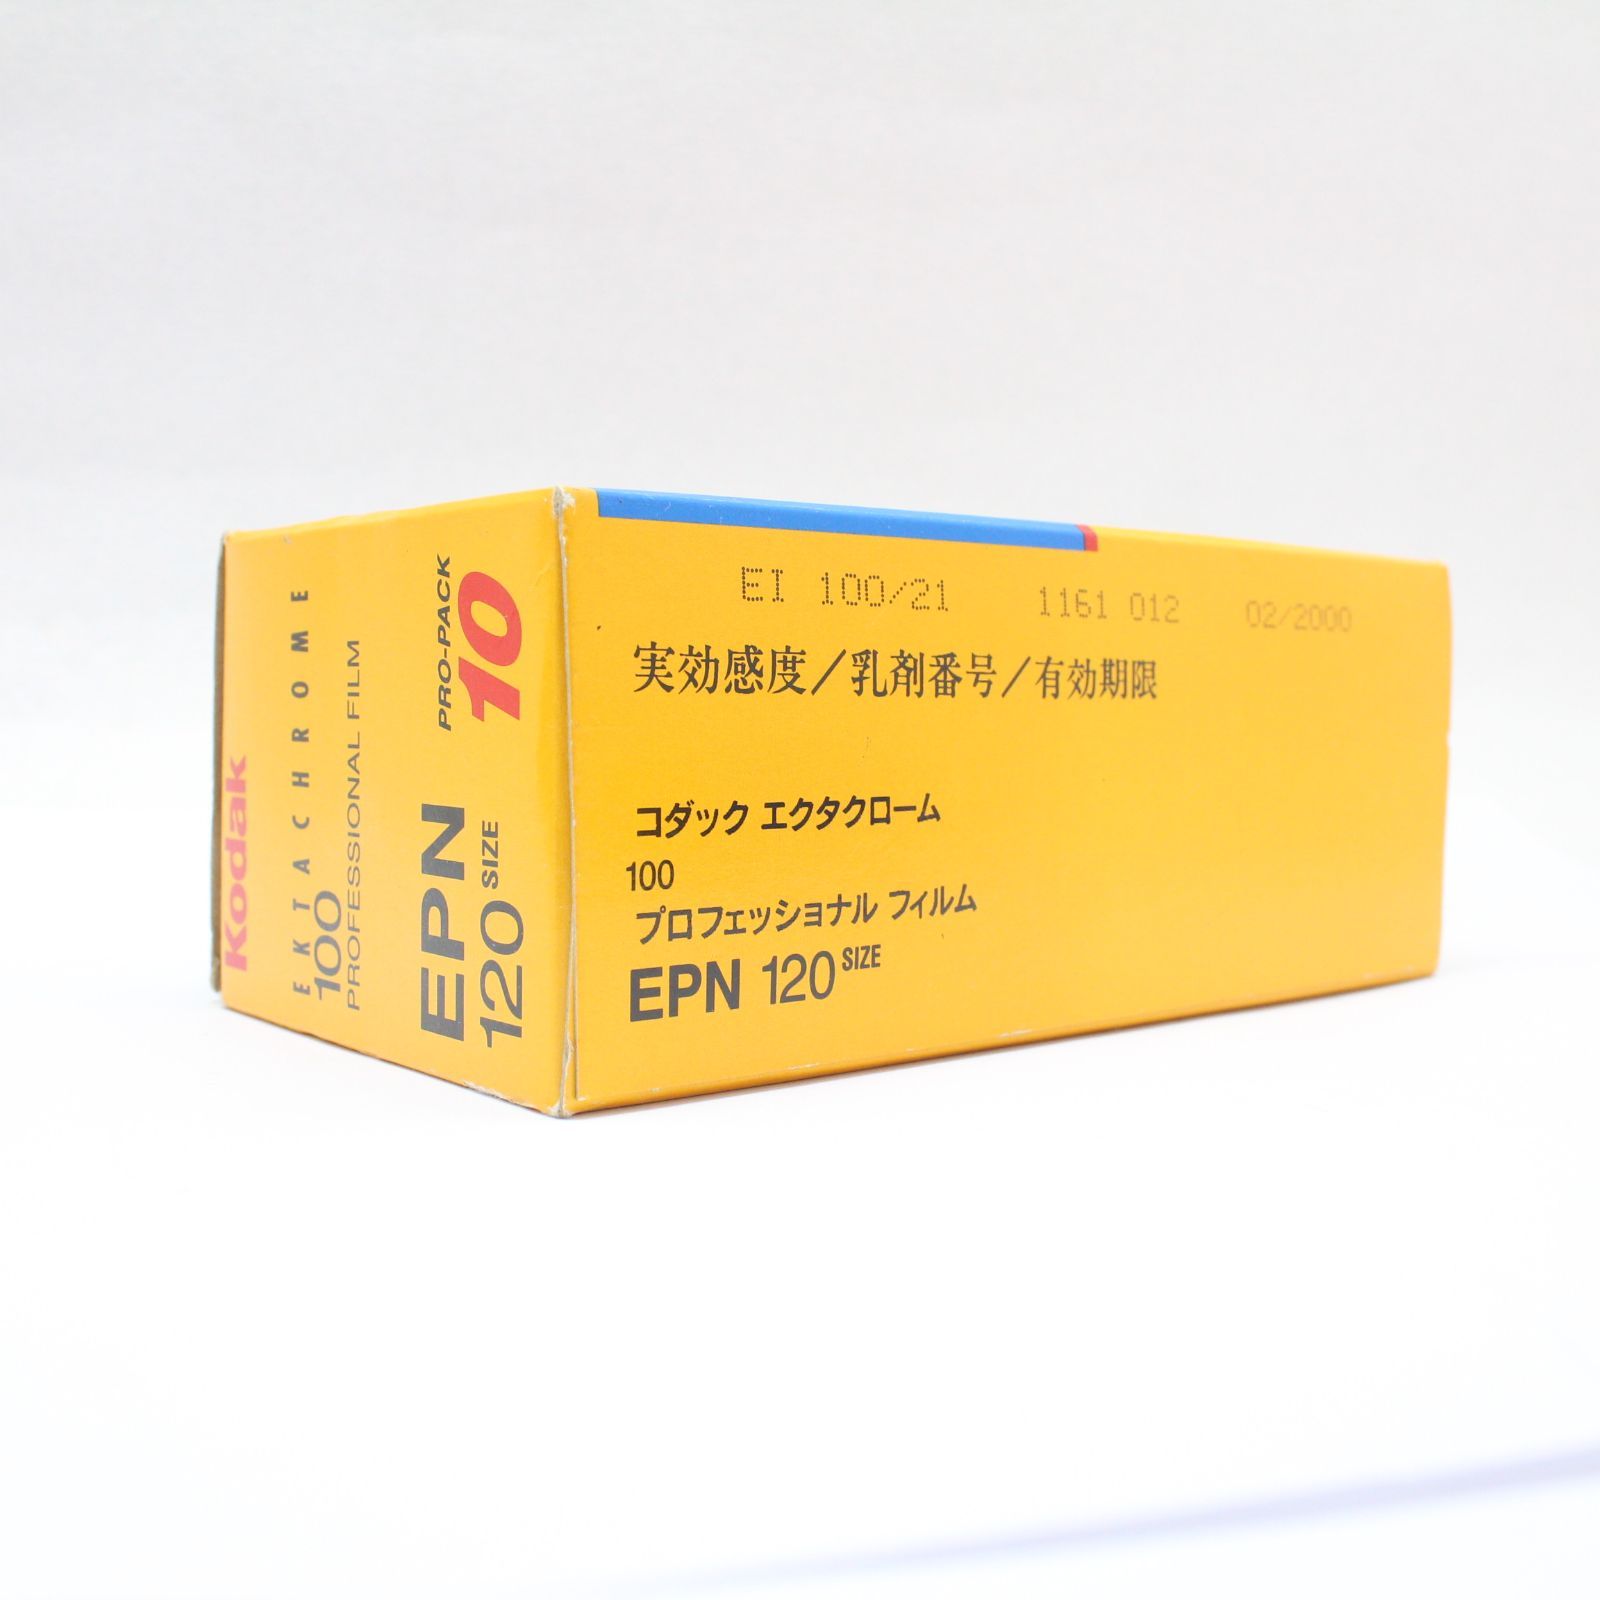 Kodak
EKTACHROME
100
PROFESSIONAL FILM
EPN
120 SIZE
PRO-PACK
10
EI 100/21 1161 012 02/2000
実効感度/乳剤番号/有効期限
コダック エクタクローム
100
プロフェッショナル フィルム
EPN 120 SIZE